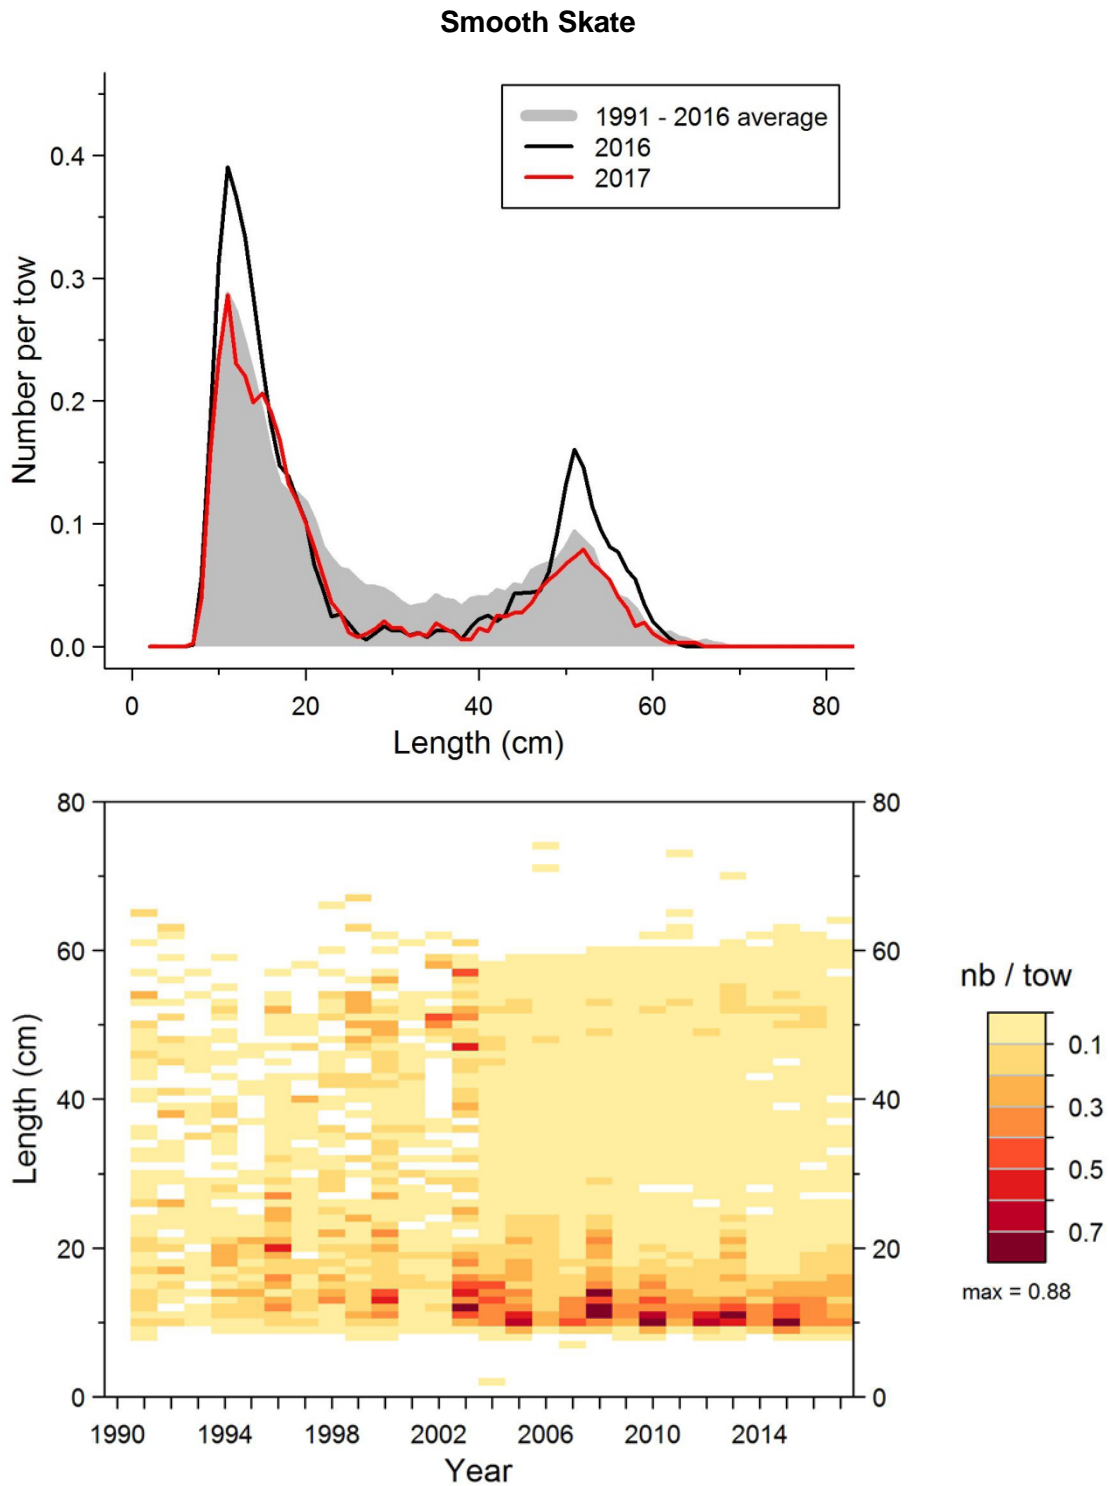 Smooth Skate
1991 - 2016 average
2016
2017
0.4
0.3
0.2
0.1
0.0
Number per tow
0 20 40 60 80
Length (cm)
80 80
60 60
40 40
20 20
0 0
Length (cm)
1990 1994 1998 2002 2006 2010 2014
Year
nb / tow
0.1
0.3
0.5
0.7
max = 0.88